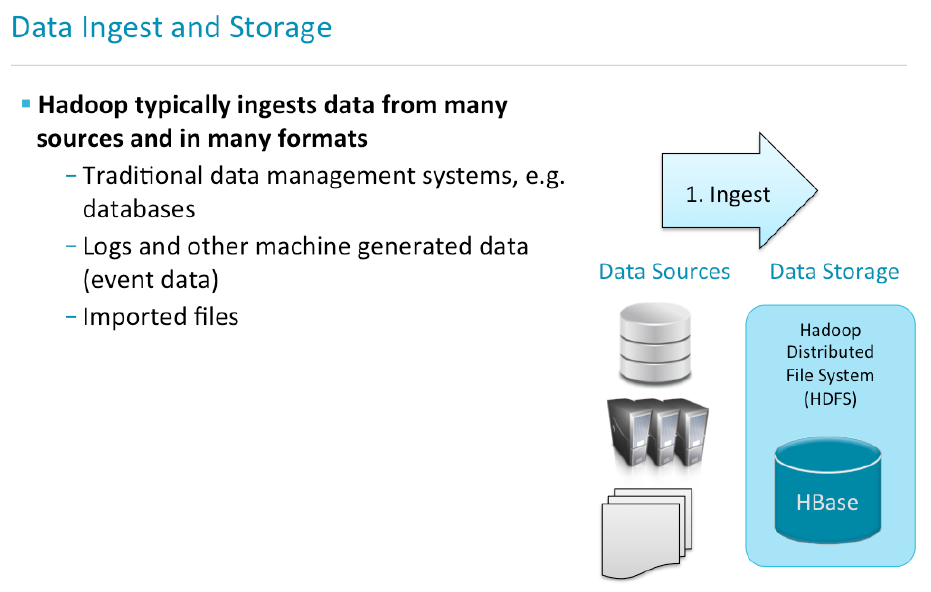 Data Ingest and Storage
Hadoop typically ingests data from many
sources and in many formats
– Traditional data management systems, e.g.
databases
– Logs and other machine generated data
(event data)
– Imported files
1. Ingest
Data Sources
Data Storage
Hadoop
Distributed
File System
(HDFS)
HBase